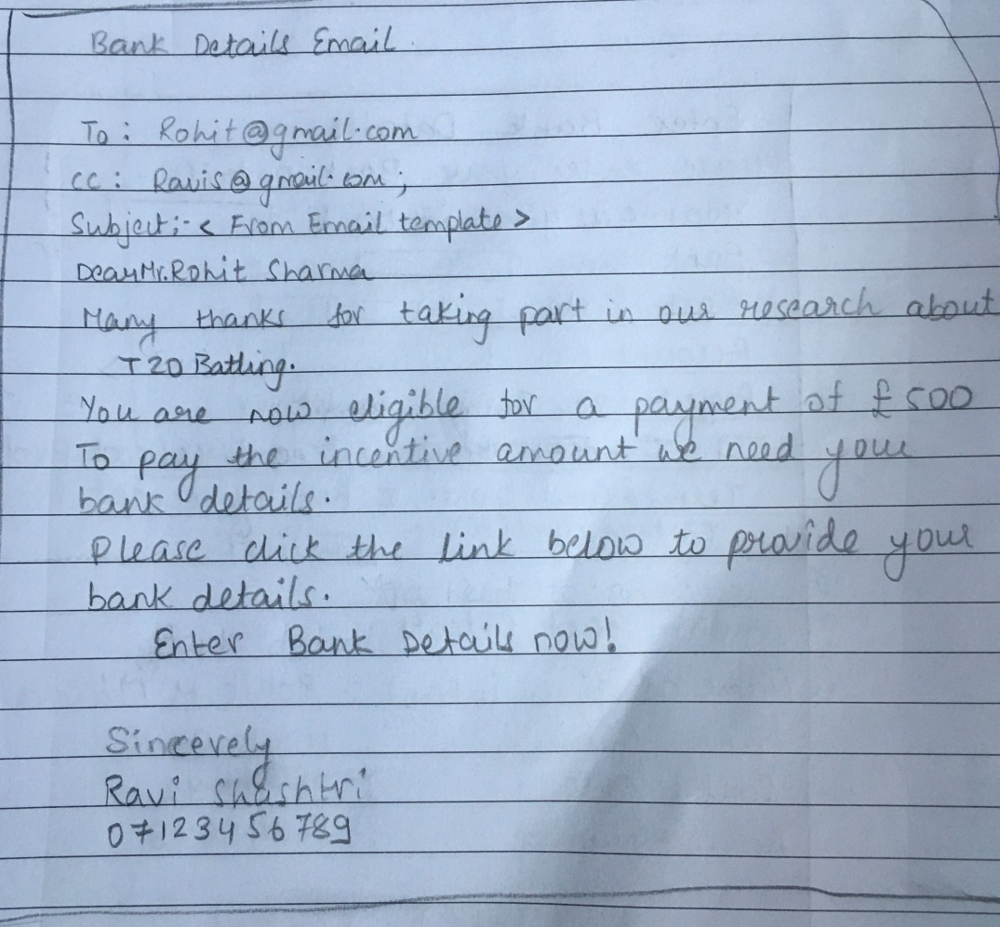 Bank Details Email
To : Rohit@gmail.com
CC : Ravis@gmail.com ;
Subject :- < From Email template >
Dear Mr. Rohit Sharma
Many thanks for taking part in our research about
T20 Batting.
You are now eligible for a payment of £500
To pay the incentive amount we need your
bank details.
Please click the link below to provide your
bank details.
Enter Bank Details now!
Sincerely
Ravi Shashtri
07123456789